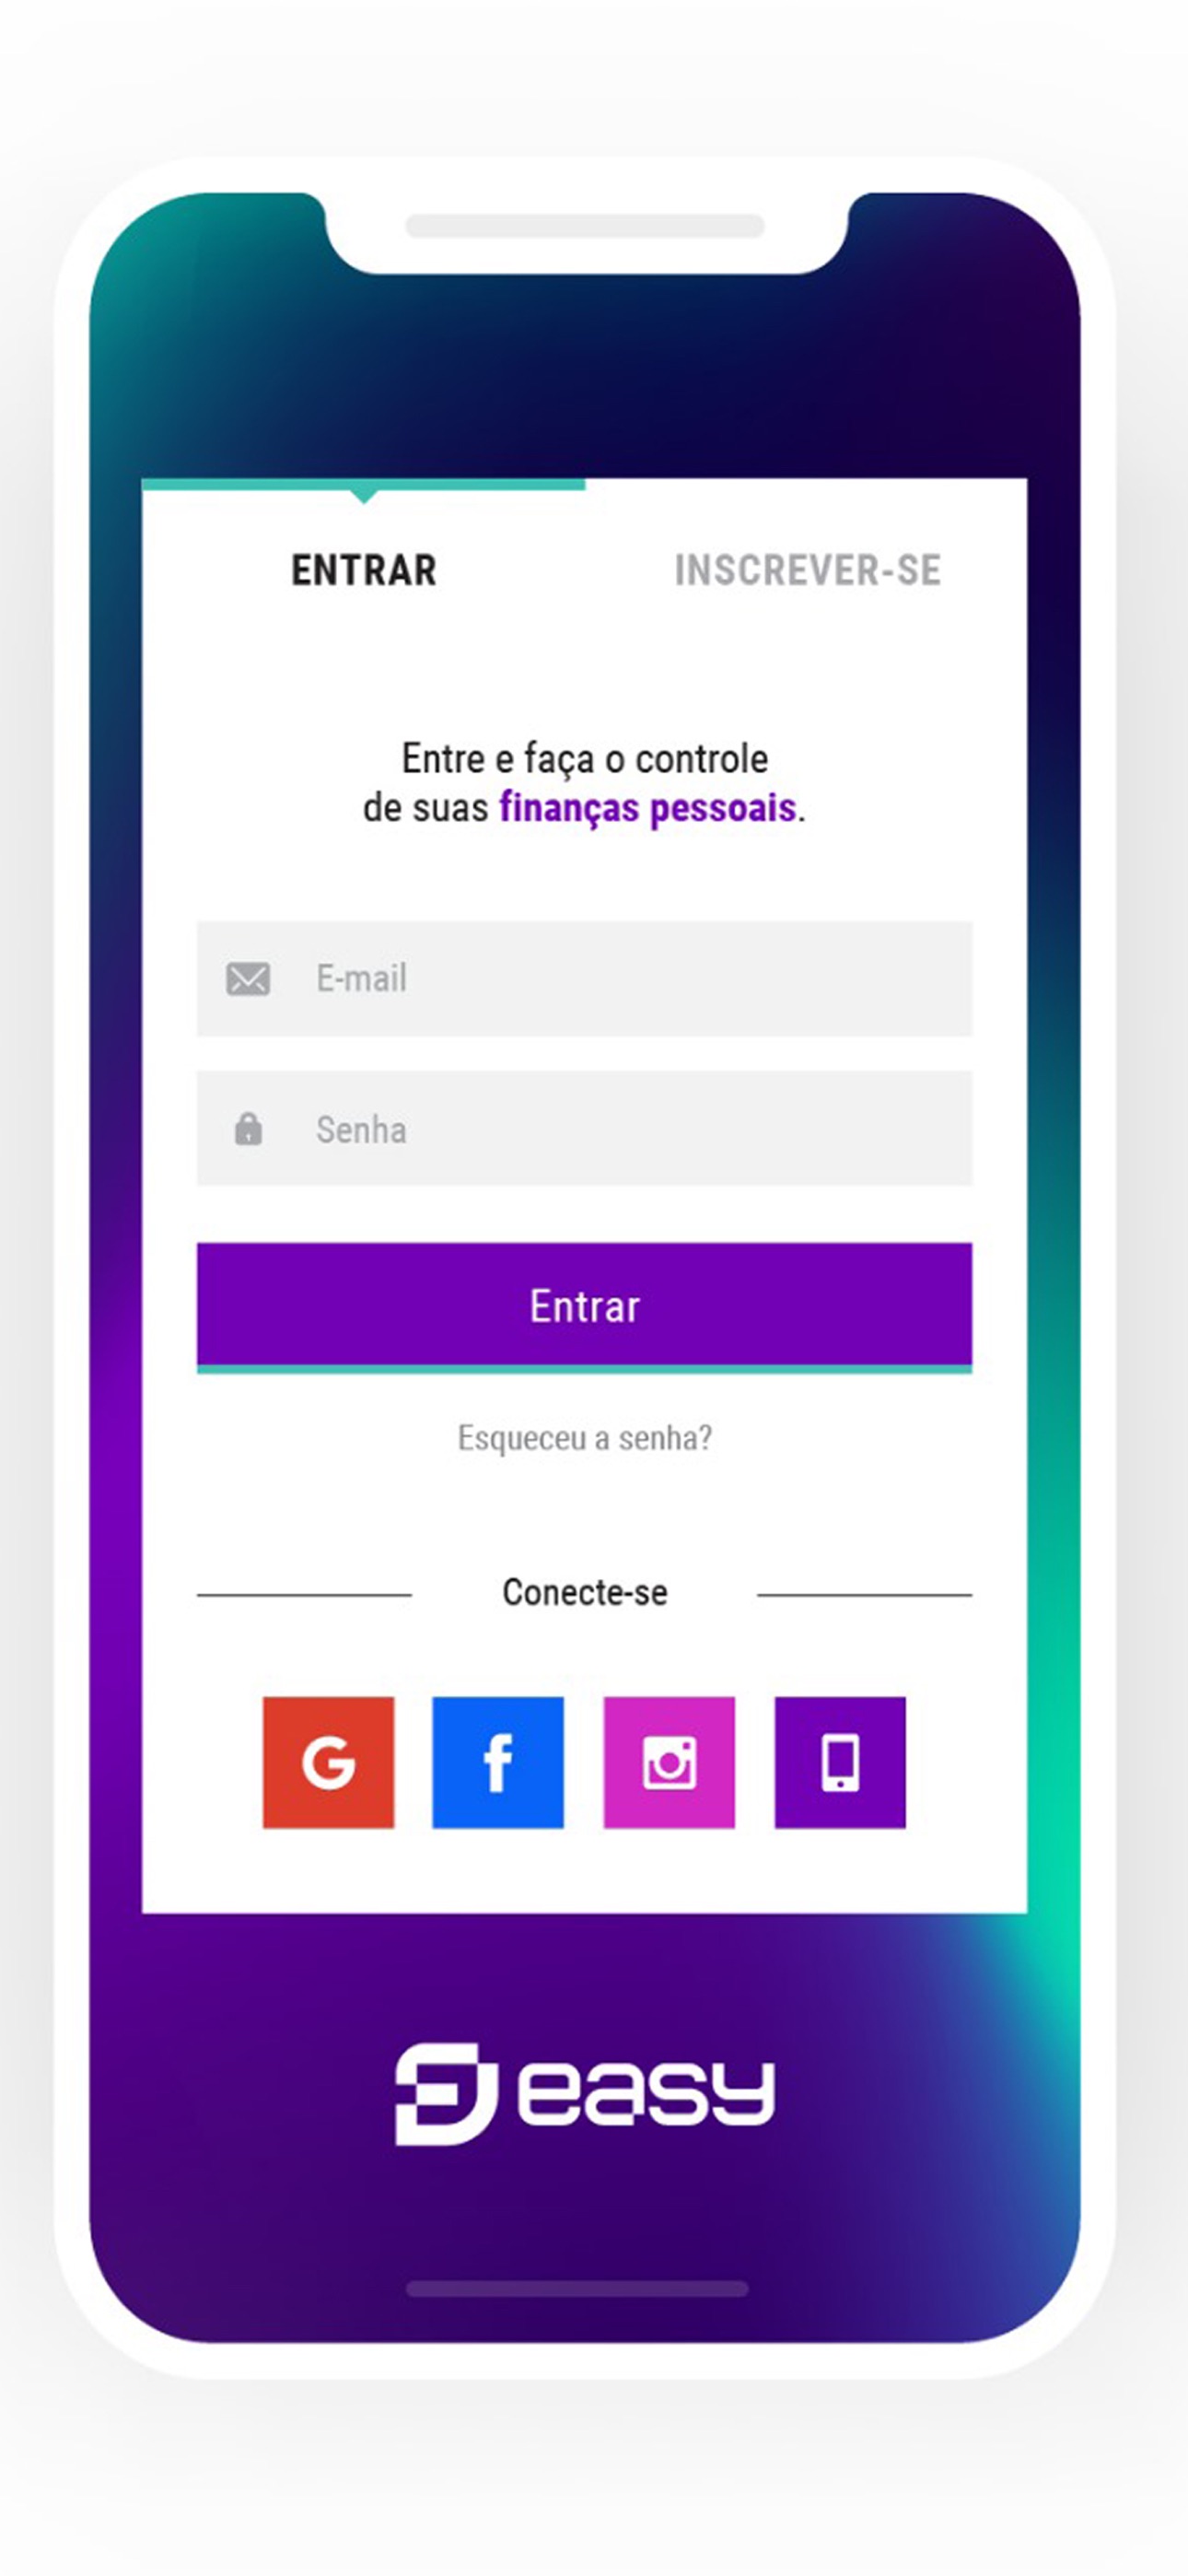 ENTRAR
INSCREVER-SE
Entre e faça o controle
de suas finanças pessoais.
E-mail
Senha
Entrar
Esqueceu a senha?
Conecte-se
easy